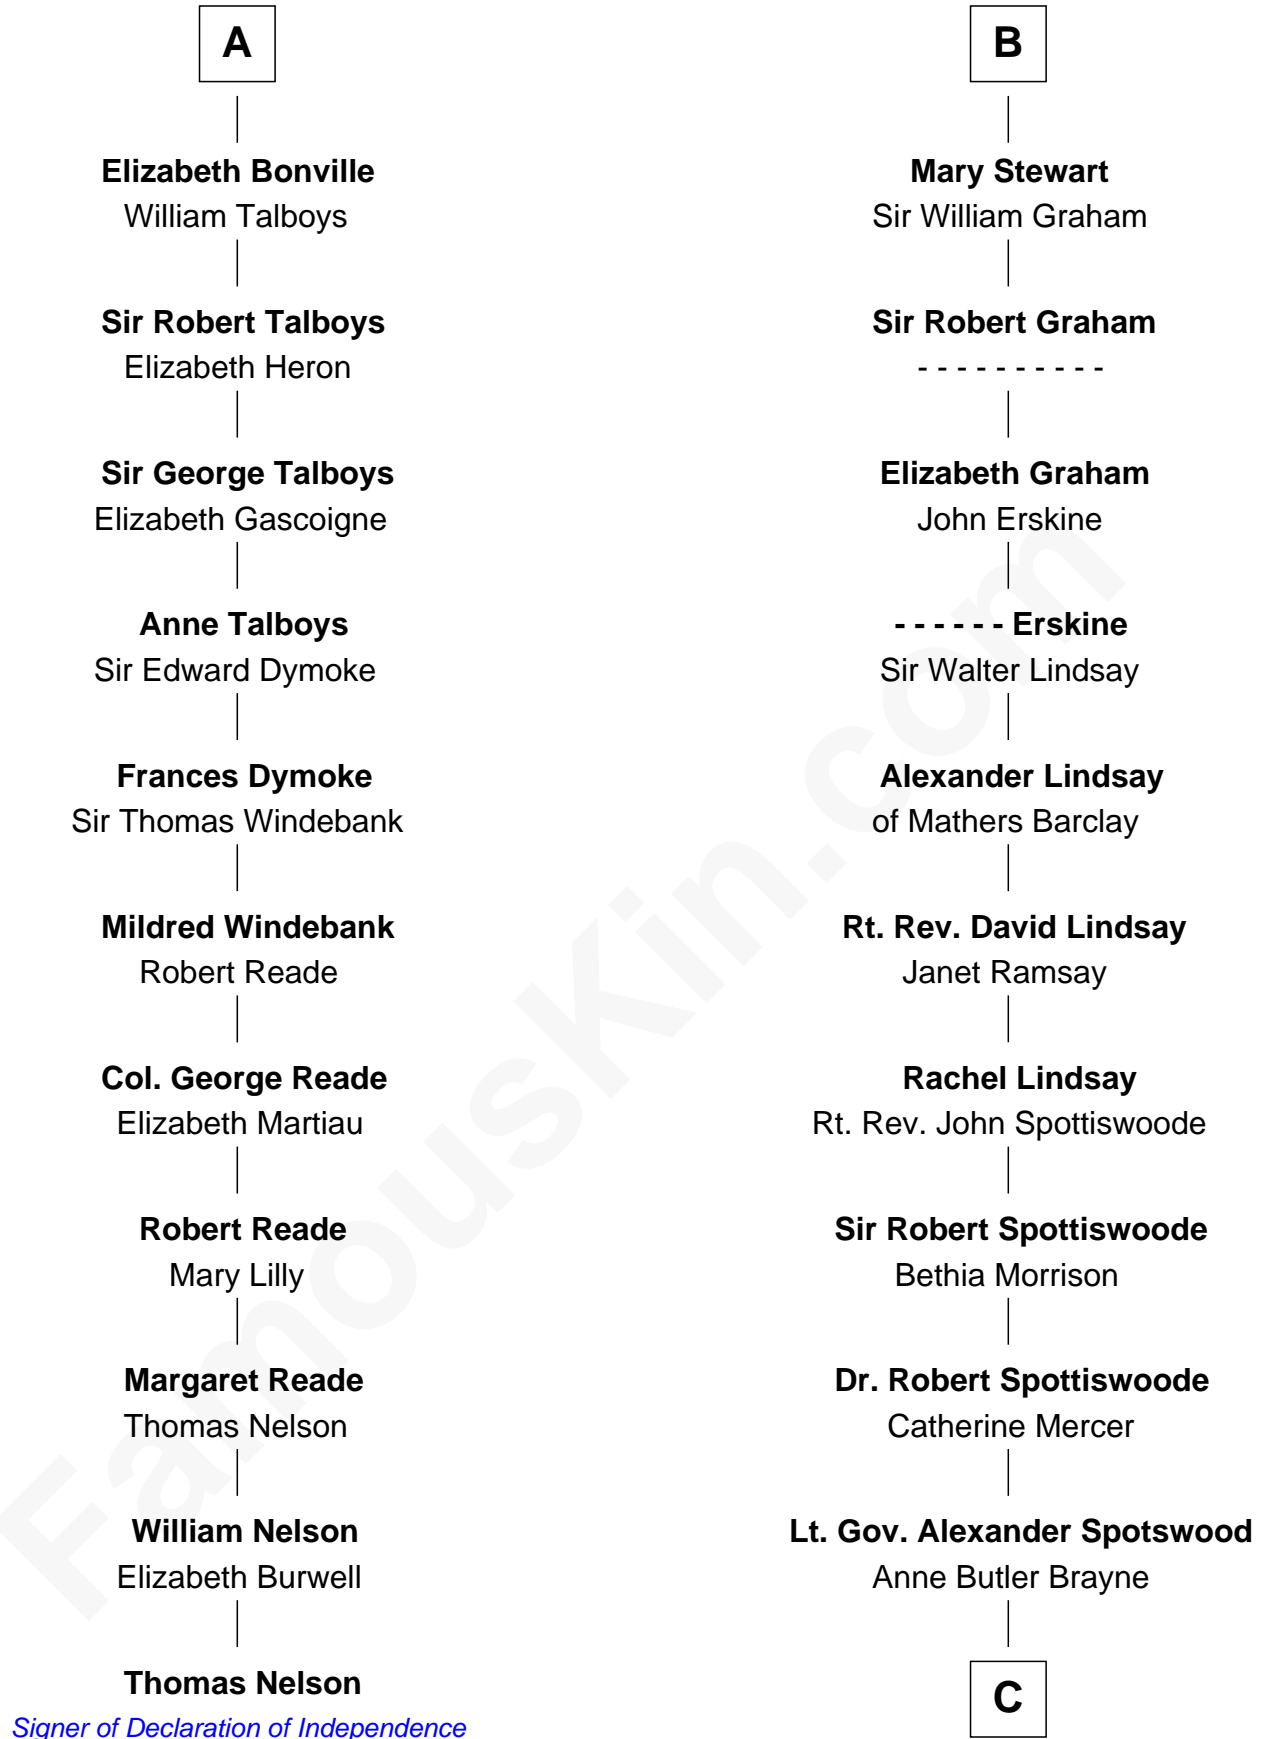 A
Elizabeth Bonville
William Talboys
Sir Robert Talboys
Elizabeth Heron
Sir George Talboys
Elizabeth Gascoigne
Anne Talboys
Sir Edward Dymoke
Frances Dymoke
Sir Thomas Windebank
Mildred Windebank
Robert Reade
Col. George Reade
Elizabeth Martiau
Robert Reade
Mary Lilly
Margaret Reade
Thomas Nelson
William Nelson
Elizabeth Burwell
Thomas Nelson
Signer of Declaration of Independence
B
Mary Stewart
Sir William Graham
Sir Robert Graham
- - - - - - - - - -
Elizabeth Graham
John Erskine
- - - - - - Erskine
Sir Walter Lindsay
Alexander Lindsay
of Mathers Barclay
Rt. Rev. David Lindsay
Janet Ramsay
Rachel Lindsay
Rt. Rev. John Spottiswoode
Sir Robert Spottiswoode
Bethia Morrison
Dr. Robert Spottiswoode
Catherine Mercer
Lt. Gov. Alexander Spotswood
Anne Butler Brayne
C
FamousKin.com